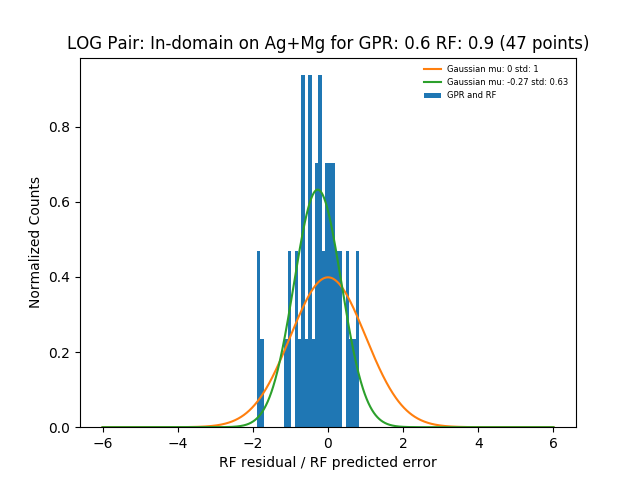 LOG Pair: In-domain on Ag+Mg for GPR: 0.6 RF: 0.9 (47 points)
Gaussian mu: 0 std: 1
Gaussian mu: -0.27 std: 0.63
GPR and RF
Normalized Counts
0.8
0.6
0.4
0.2
0.0
−6 −4 −2 0 2 4 6
RF residual / RF predicted error